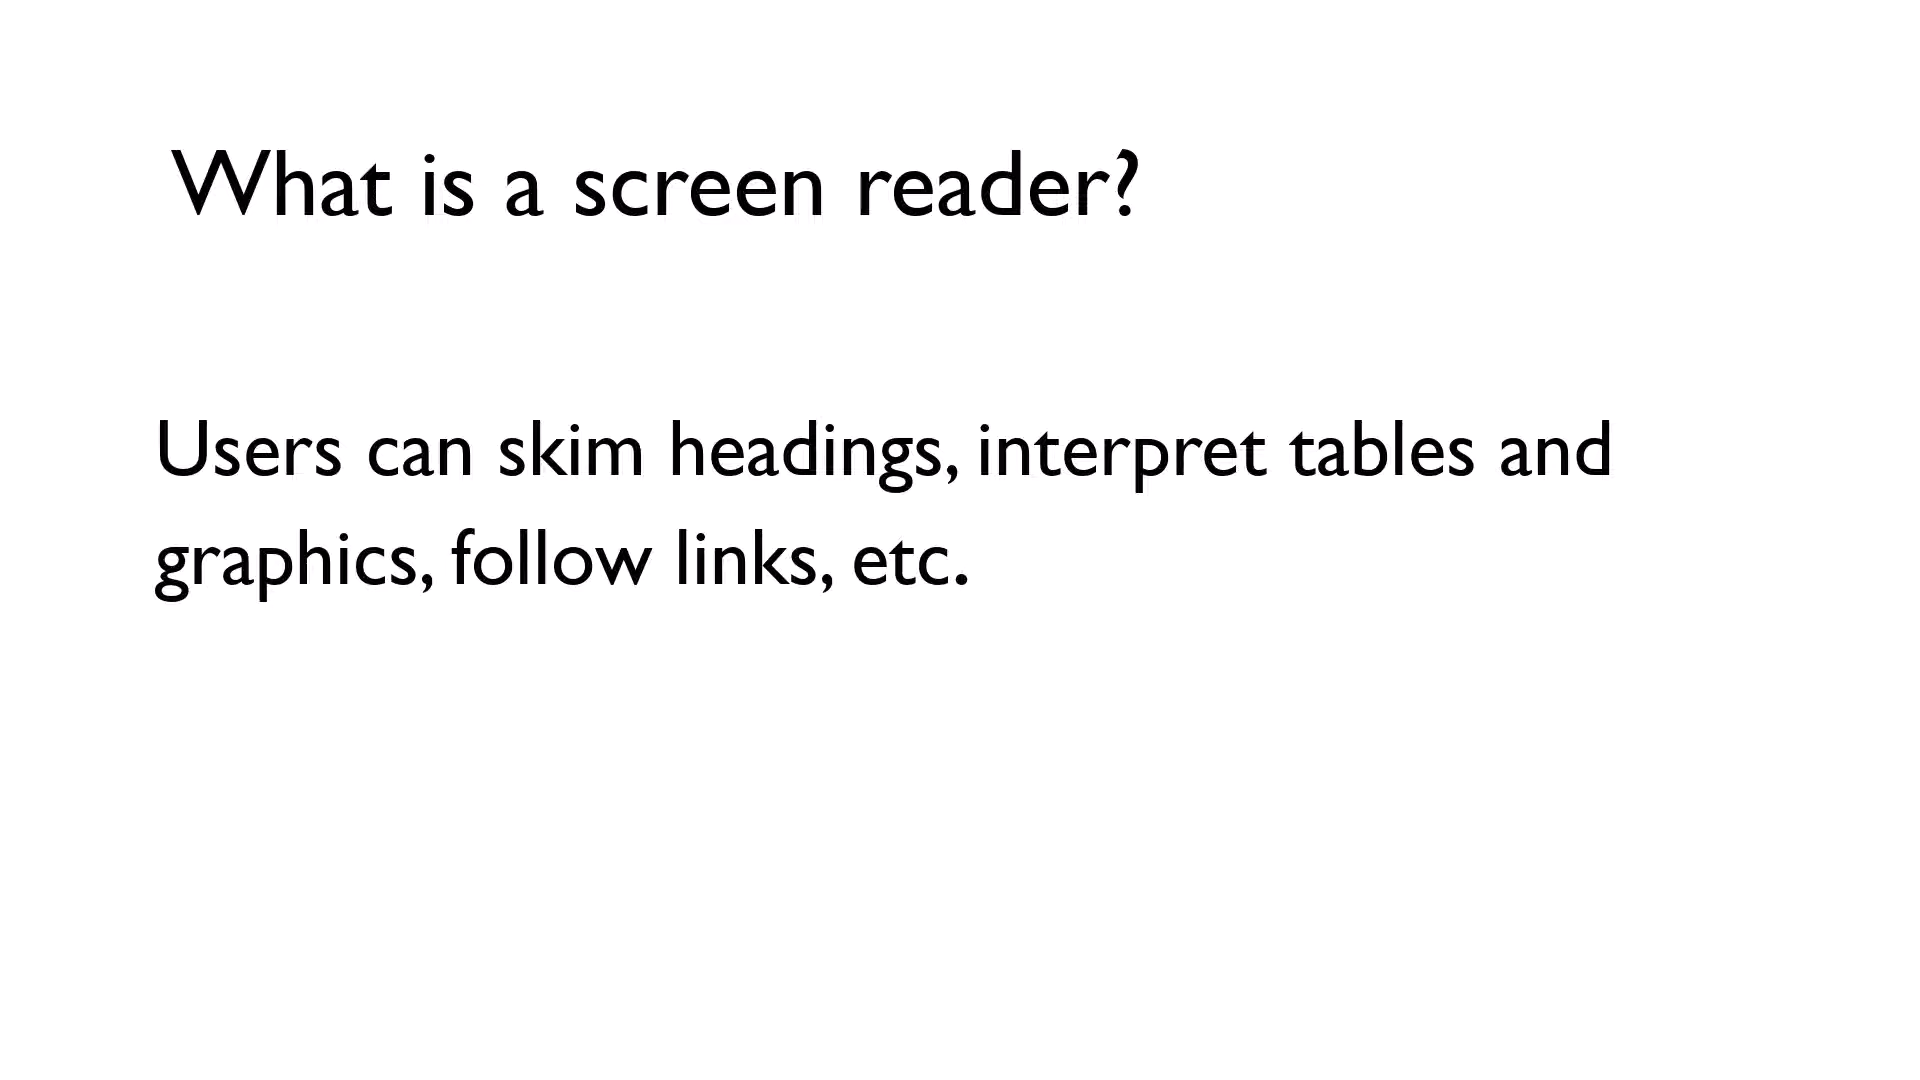 What is a screen reader?
Users can skim headings, interpret tables and
graphics, follow links, etc.